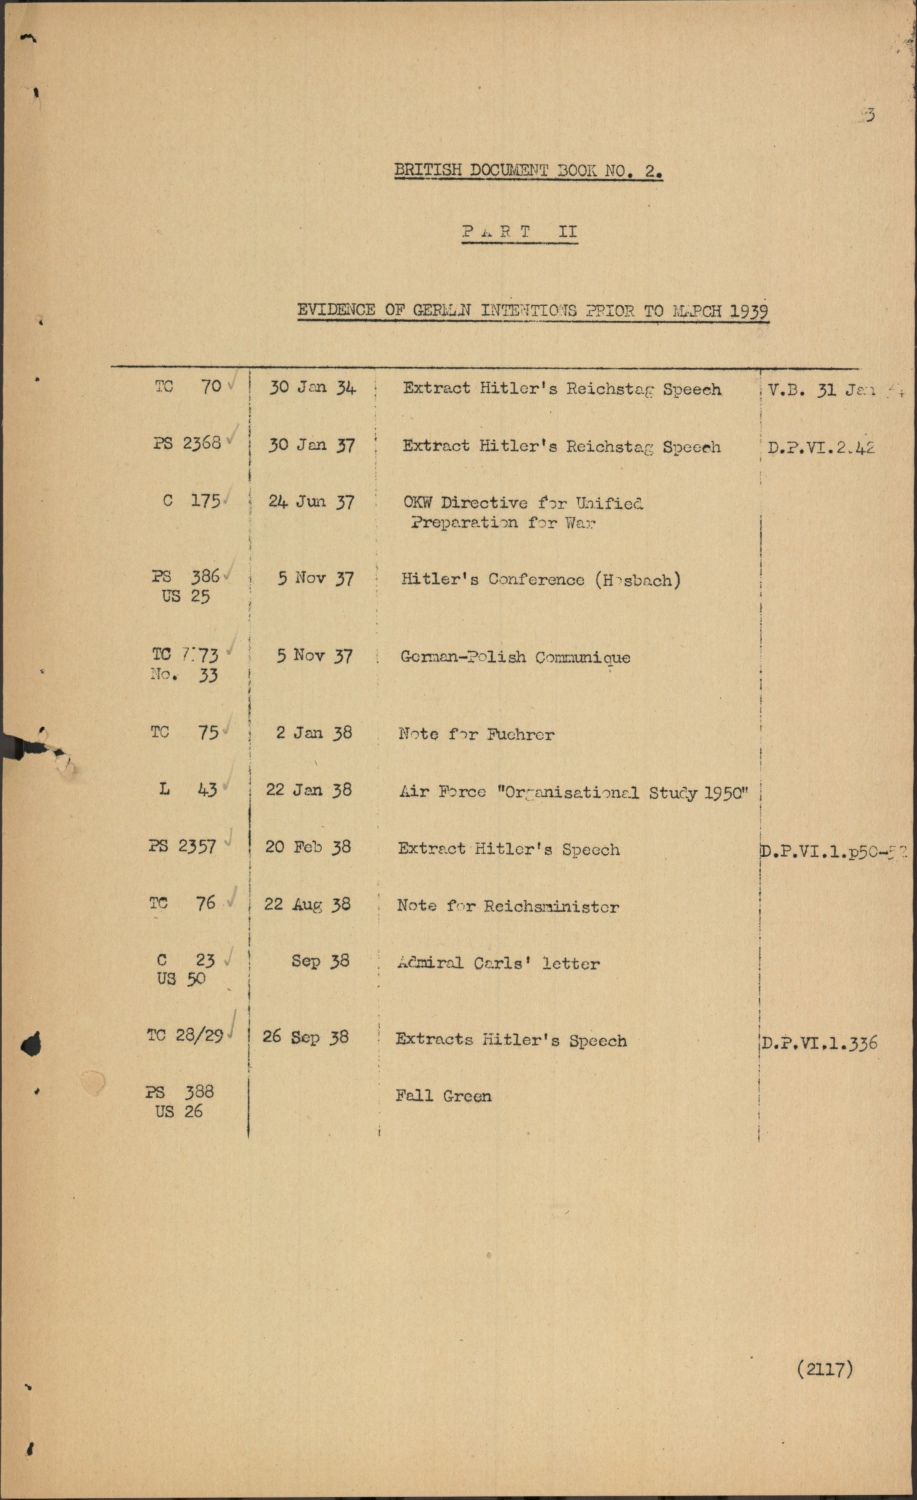 3
BRITISH DOCUMENT BOOK NO. 2.
PART II
EVIDENCE OF GERMAN INTENTIONS PRIOR TO MARCH 1939
TC 70 ✓ 30 Jan 34 Extract Hitler's Reichstag Speech V.B. 31 Jan
PS 2368 ✓ 30 Jan 37 Extract Hitler's Reichstag Speech D.P.VI.2.42
C 175 ✓ 24 Jun 37 OKW Directive for Unified
Preparation for War
PS 386 ✓ 5 Nov 37 Hitler's Conference (Hosbach)
US 25
TC 73 ✓ 5 Nov 37 German-Polish Communique
No. 33
TC 75 ✓ 2 Jan 38 Note for Fuehrer
L 43 ✓ 22 Jan 38 Air Force "Organisational Study 1950"
PS 2357 ✓ 20 Feb 38 Extract Hitler's Speech D.P.VI.1.p50-
TC 76 ✓ 22 Aug 38 Note for Reichsminister
C 23 ✓ Sep 38 Admiral Carls' letter
US 50
TC 28/29 ✓ 26 Sep 38 Extracts Hitler's Speech D.P.VI.1.336
PS 388 Fall Green
US 26
(2117)